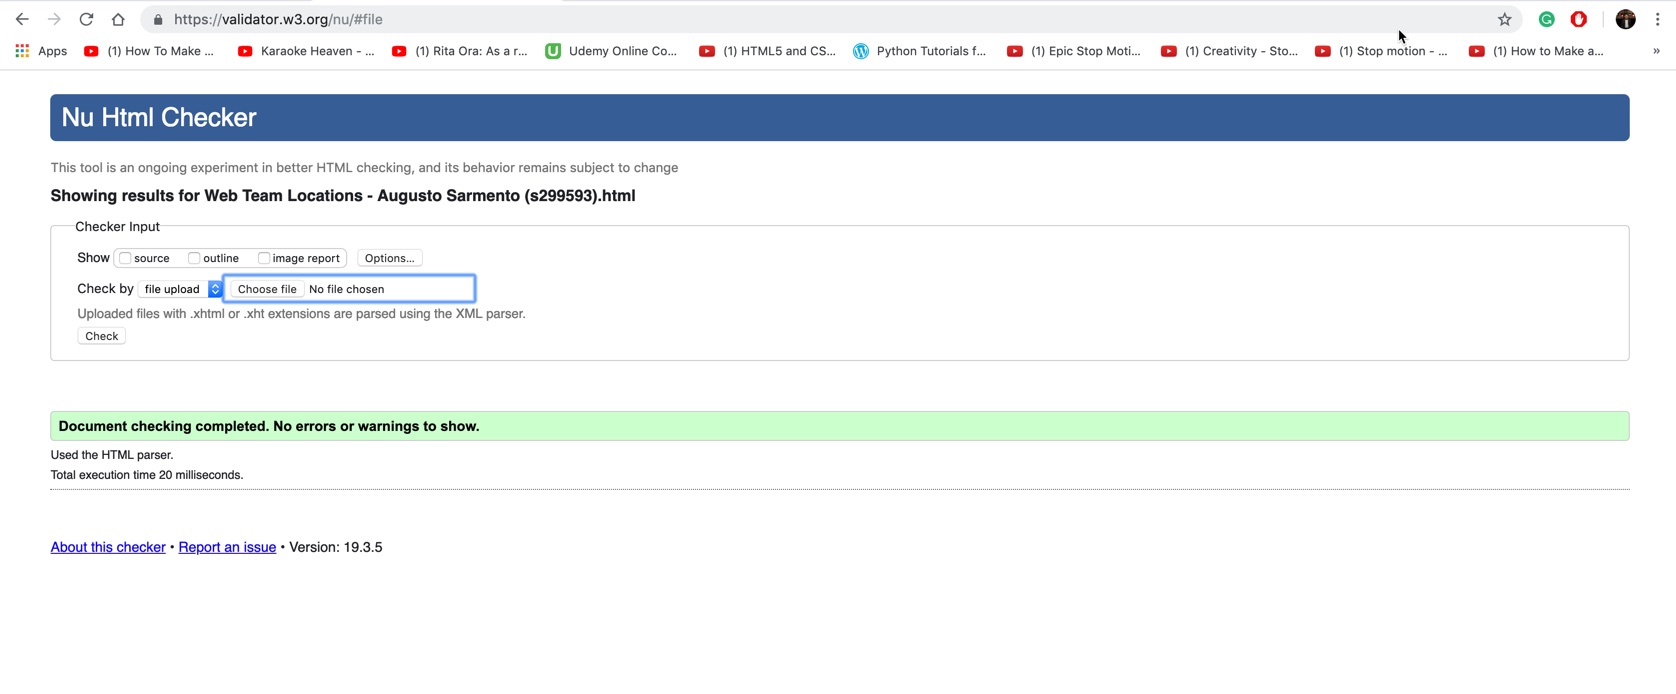 https://validator.w3.org/nu/#file
Apps (1) How To Make ... Karaoke Heaven - ... (1) Rita Ora: As a r... Udemy Online Co... (1) HTML5 and CS... Python Tutorials f... (1) Epic Stop Moti... (1) Creativity - Sto... (1) Stop motion - ... (1) How to Make a... »
Nu Html Checker
This tool is an ongoing experiment in better HTML checking, and its behavior remains subject to change
Showing results for Web Team Locations - Augusto Sarmento (s299593).html
Checker Input
Show source outline image report Options...
Check by file upload Choose file No file chosen
Uploaded files with .xhtml or .xht extensions are parsed using the XML parser.
Check
Document checking completed. No errors or warnings to show.
Used the HTML parser.
Total execution time 20 milliseconds.
About this checker • Report an issue • Version: 19.3.5